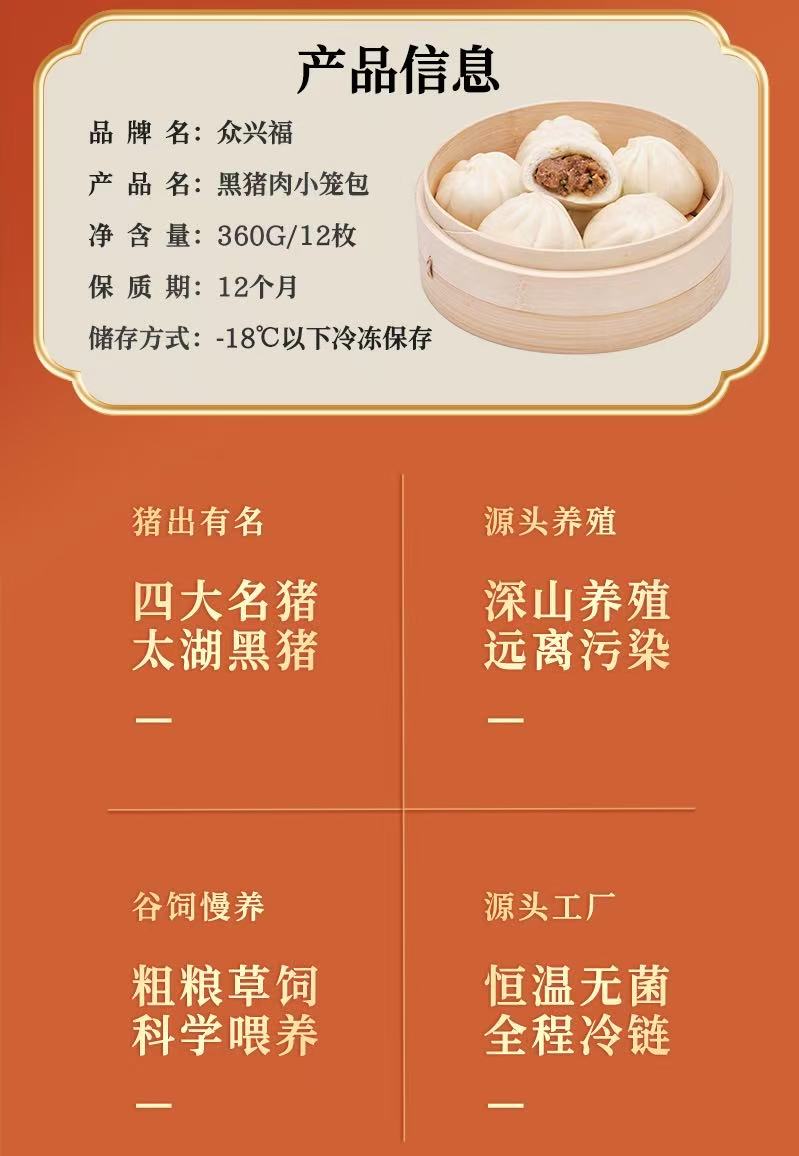 产品信息
品牌名：众兴福
产品名：黑猪肉小笼包
净含量：360G/12枚
保质期：12个月
储存方式：-18℃以下冷冻保存
猪出有名
四大名猪
太湖黑猪
源头养殖
深山养殖
远离污染
谷饲慢养
粗粮草饲
科学喂养
源头工厂
恒温无菌
全程冷链